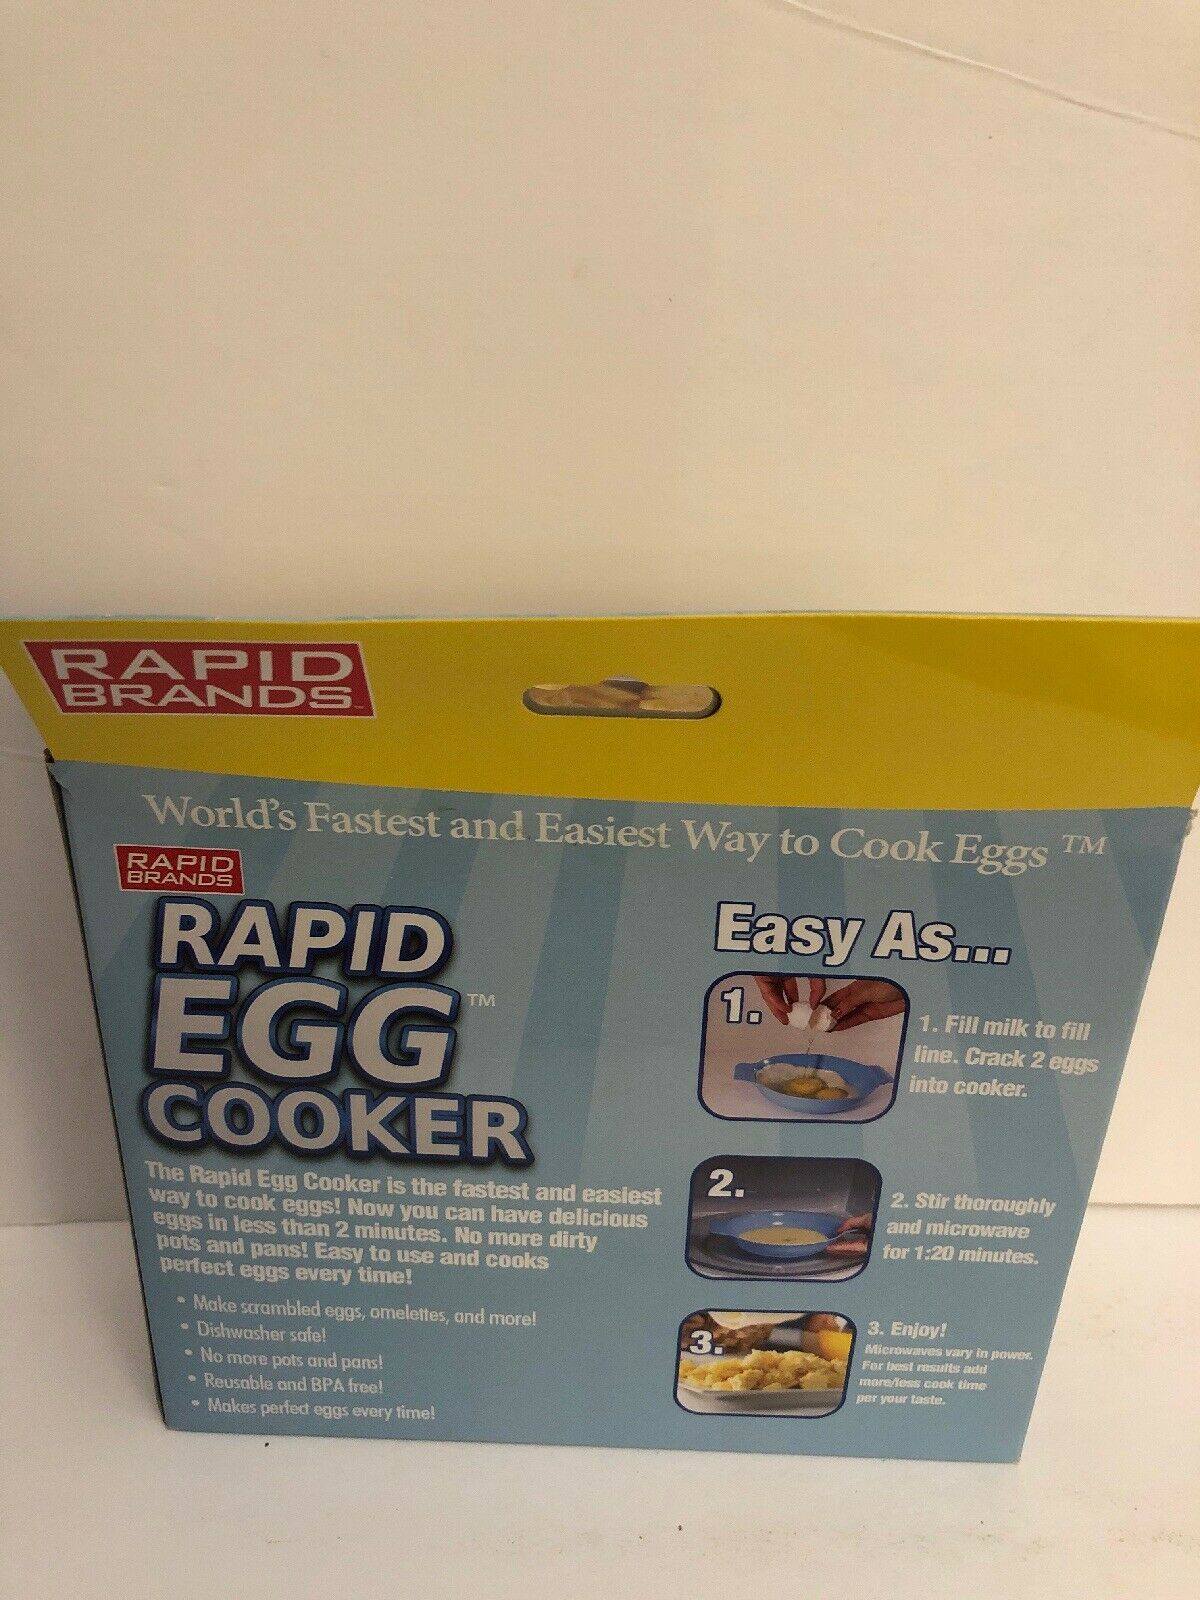 RAPID
BRANDS
World's Fastest and Easiest Way to Cook Eggs ™
RAPID
BRANDS
RAPID
EGG™
COOKER
The Rapid Egg Cooker is the fastest and easiest
way to cook eggs! Now you can have delicious
eggs in less than 2 minutes. No more dirty
pots and pans! Easy to use and cooks
perfect eggs every time!
• Make scrambled eggs, omelettes, and more!
• Dishwasher safe!
• No more pots and pans!
• Reusable and BPA free!
• Makes perfect eggs every time!
Easy As...
1.
1. Fill milk to fill
line. Crack 2 eggs
into cooker.
2.
2. Stir thoroughly
and microwave
for 1:20 minutes.
3.
3. Enjoy!
Microwaves vary in power.
For best results add
more/less cook time
per your taste.